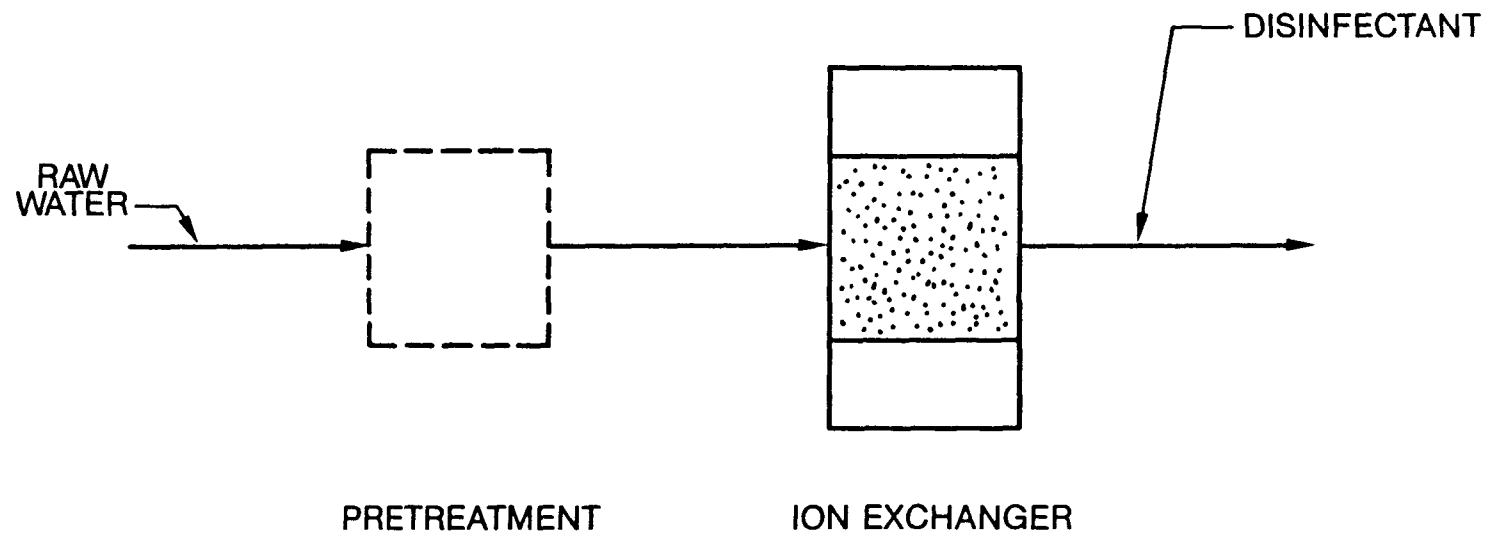 DISINFECTANT
RAW
WATER
PRETREATMENT
ION EXCHANGER